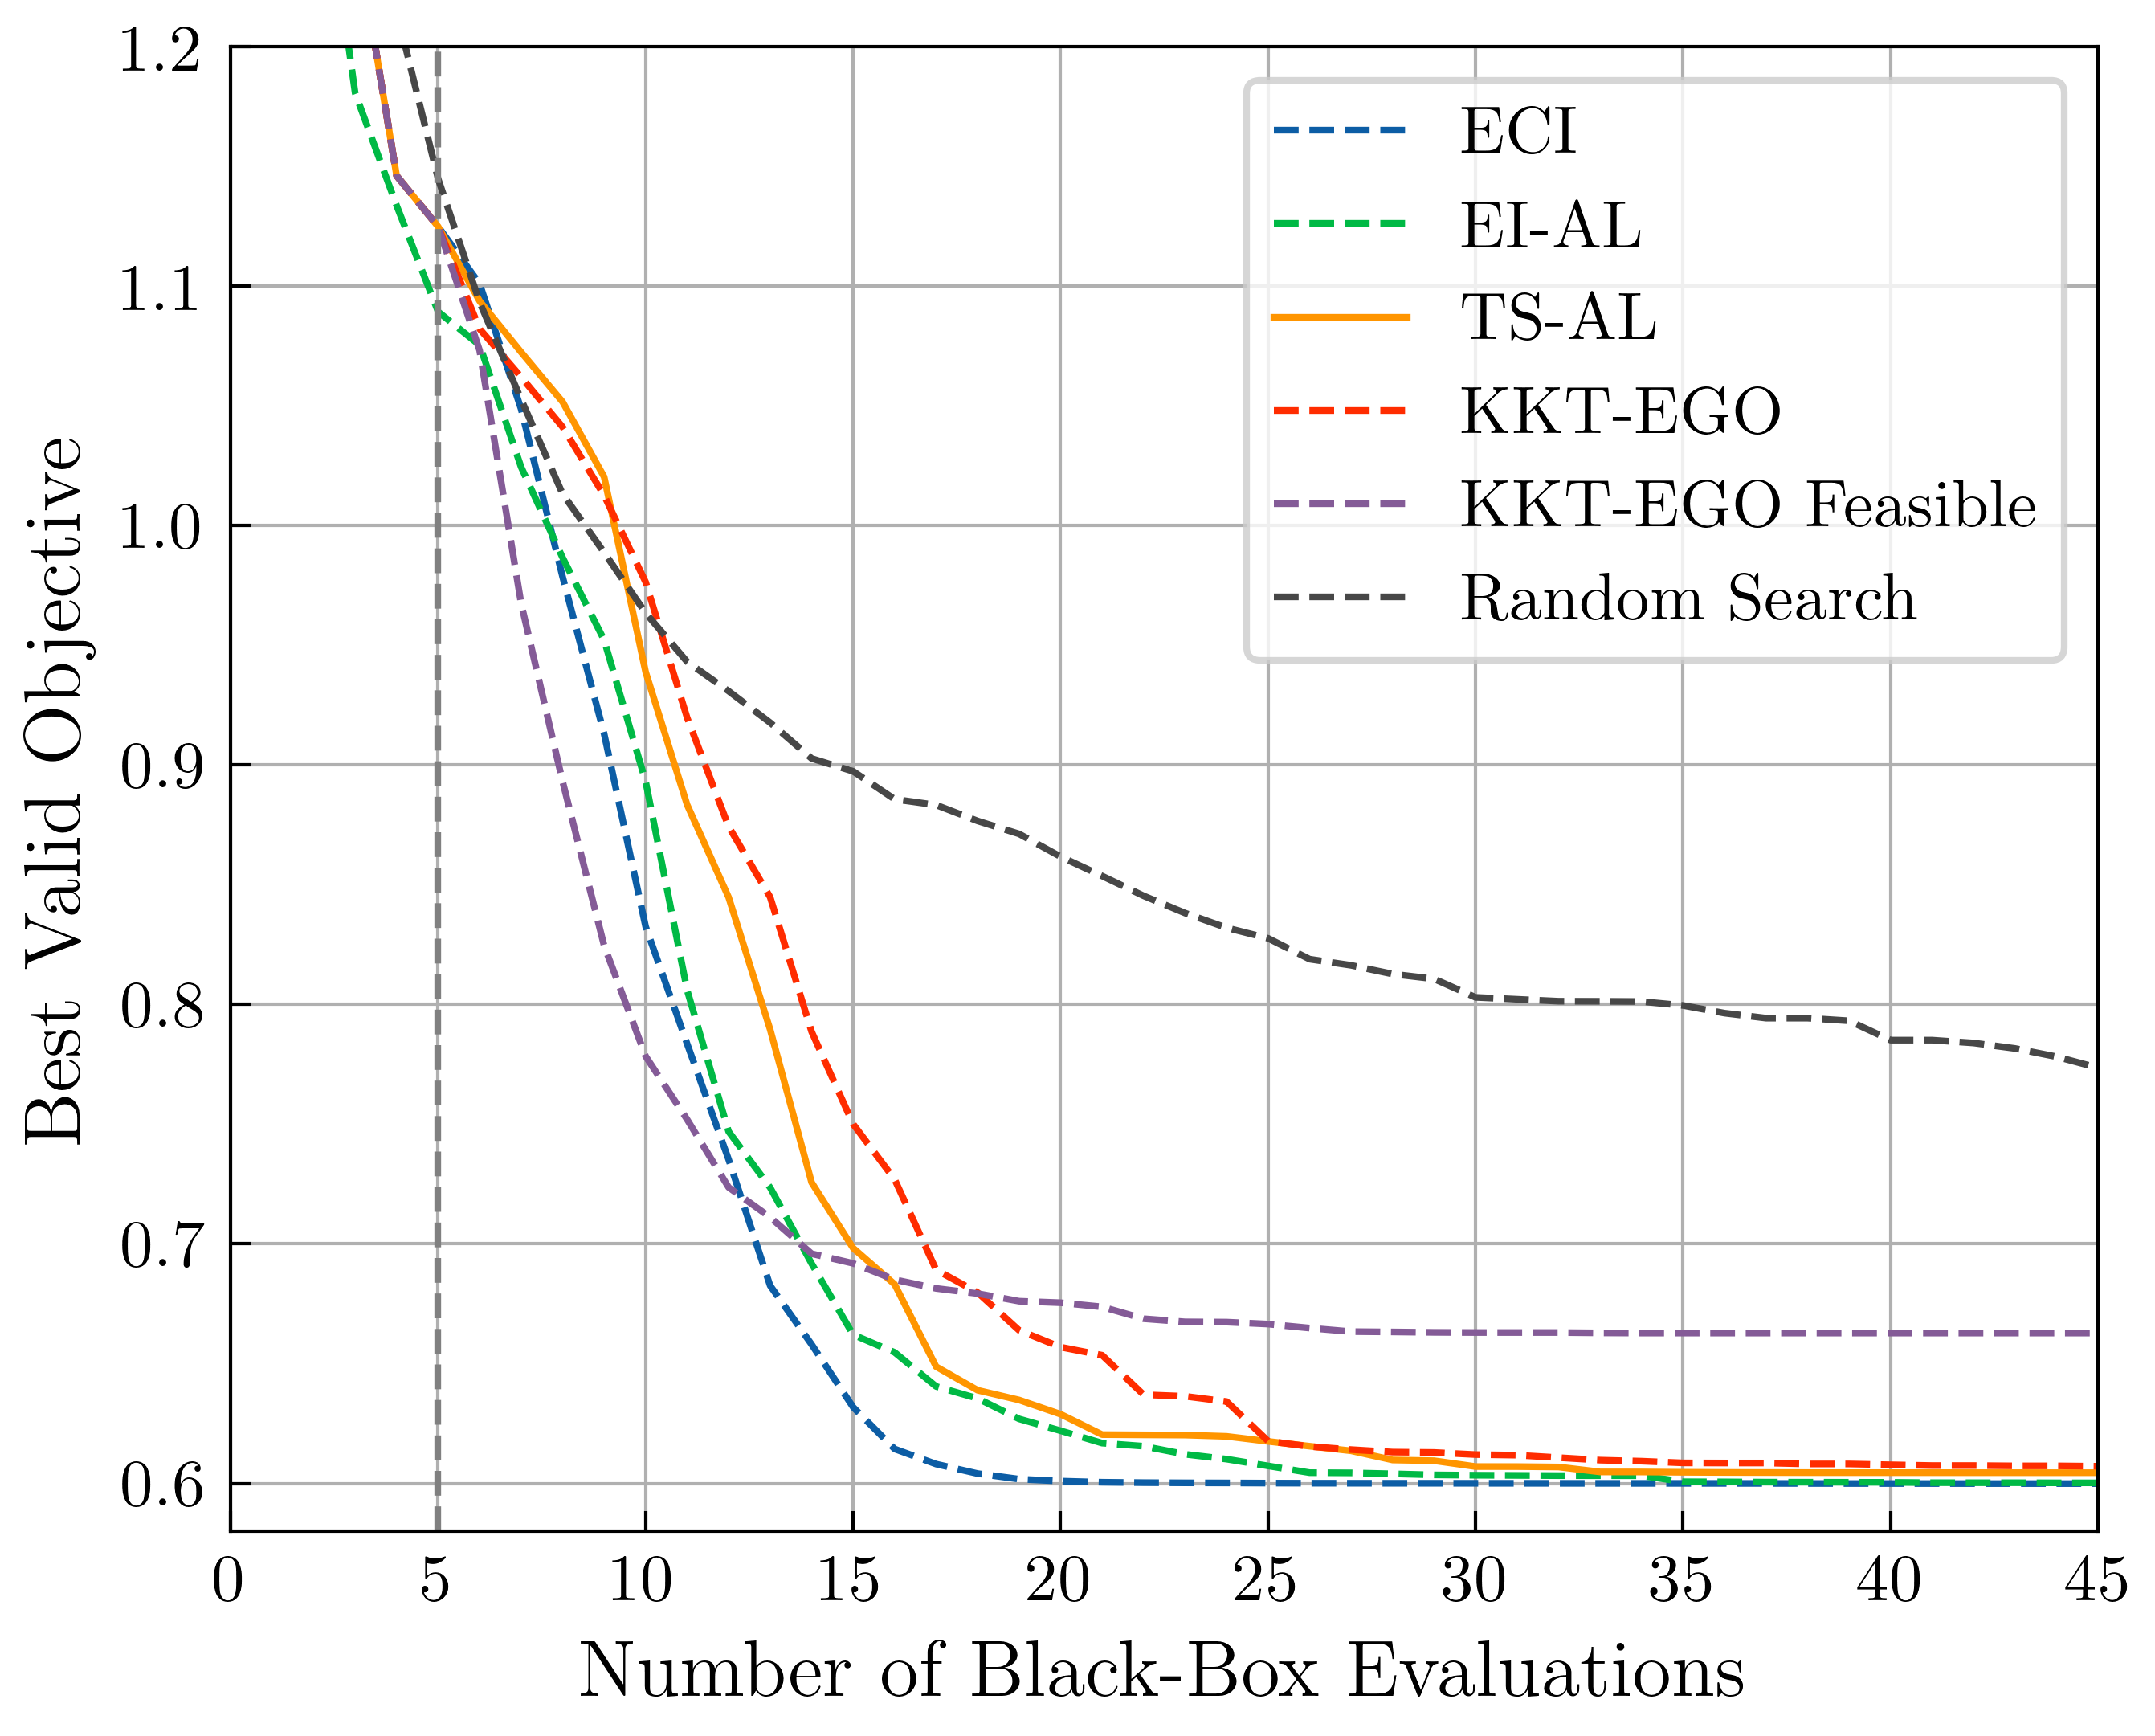 1.2
1.1
1.0
0.9
0.8
0.7
0.6
Best Valid Objective
ECI
EI-AL
TS-AL
KKT-EGO
KKT-EGO Feasible
Random Search
0 5 10 15 20 25 30 35 40 45
Number of Black-Box Evaluations